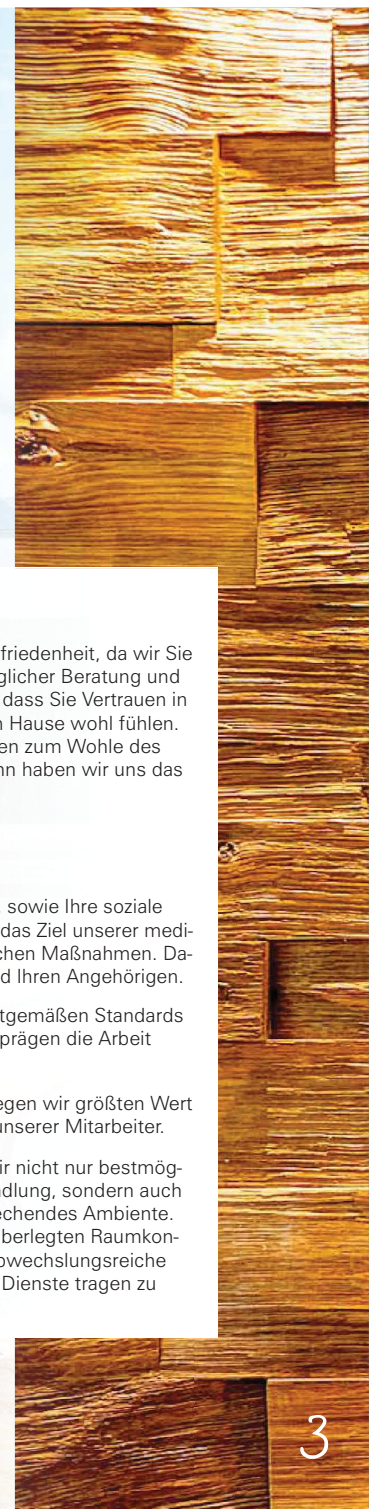 friedenheit, da wir Sie
glicher Beratung und
dass Sie Vertrauen in
Hause wohl fühlen.
en zum Wohle des
nn haben wir uns das
sowie Ihre soziale
das Ziel unserer medi-
chen Maßnahmen. Da-
d Ihren Angehörigen.
tgemäßen Standards
prägen die Arbeit
egen wir größten Wert
unserer Mitarbeiter.
ir nicht nur bestmög-
ndlung, sondern auch
echendes Ambiente.
berlegten Raumkon-
bwechslungsreiche
Dienste tragen zu
3